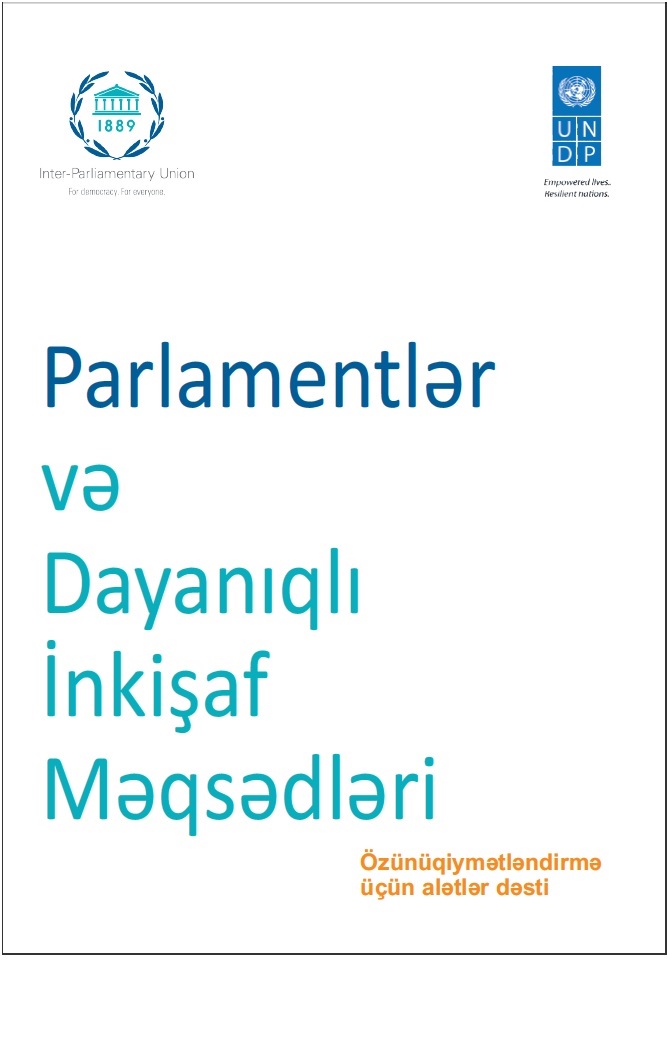 1889
Inter-Parliamentary Union
For democracy. For everyone.
U N
D P
Empowered lives.
Resilient nations.
Parlamentlər
və
Dayanıqlı
İnkişaf
Məqsədləri
Özünüqiymətləndirmə
üçün alətlər dəsti